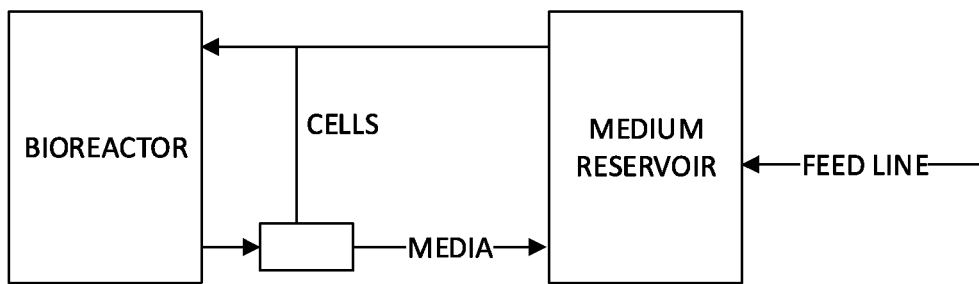 BIOREACTOR
CELLS
MEDIUM
RESERVOIR
FEED LINE
MEDIA